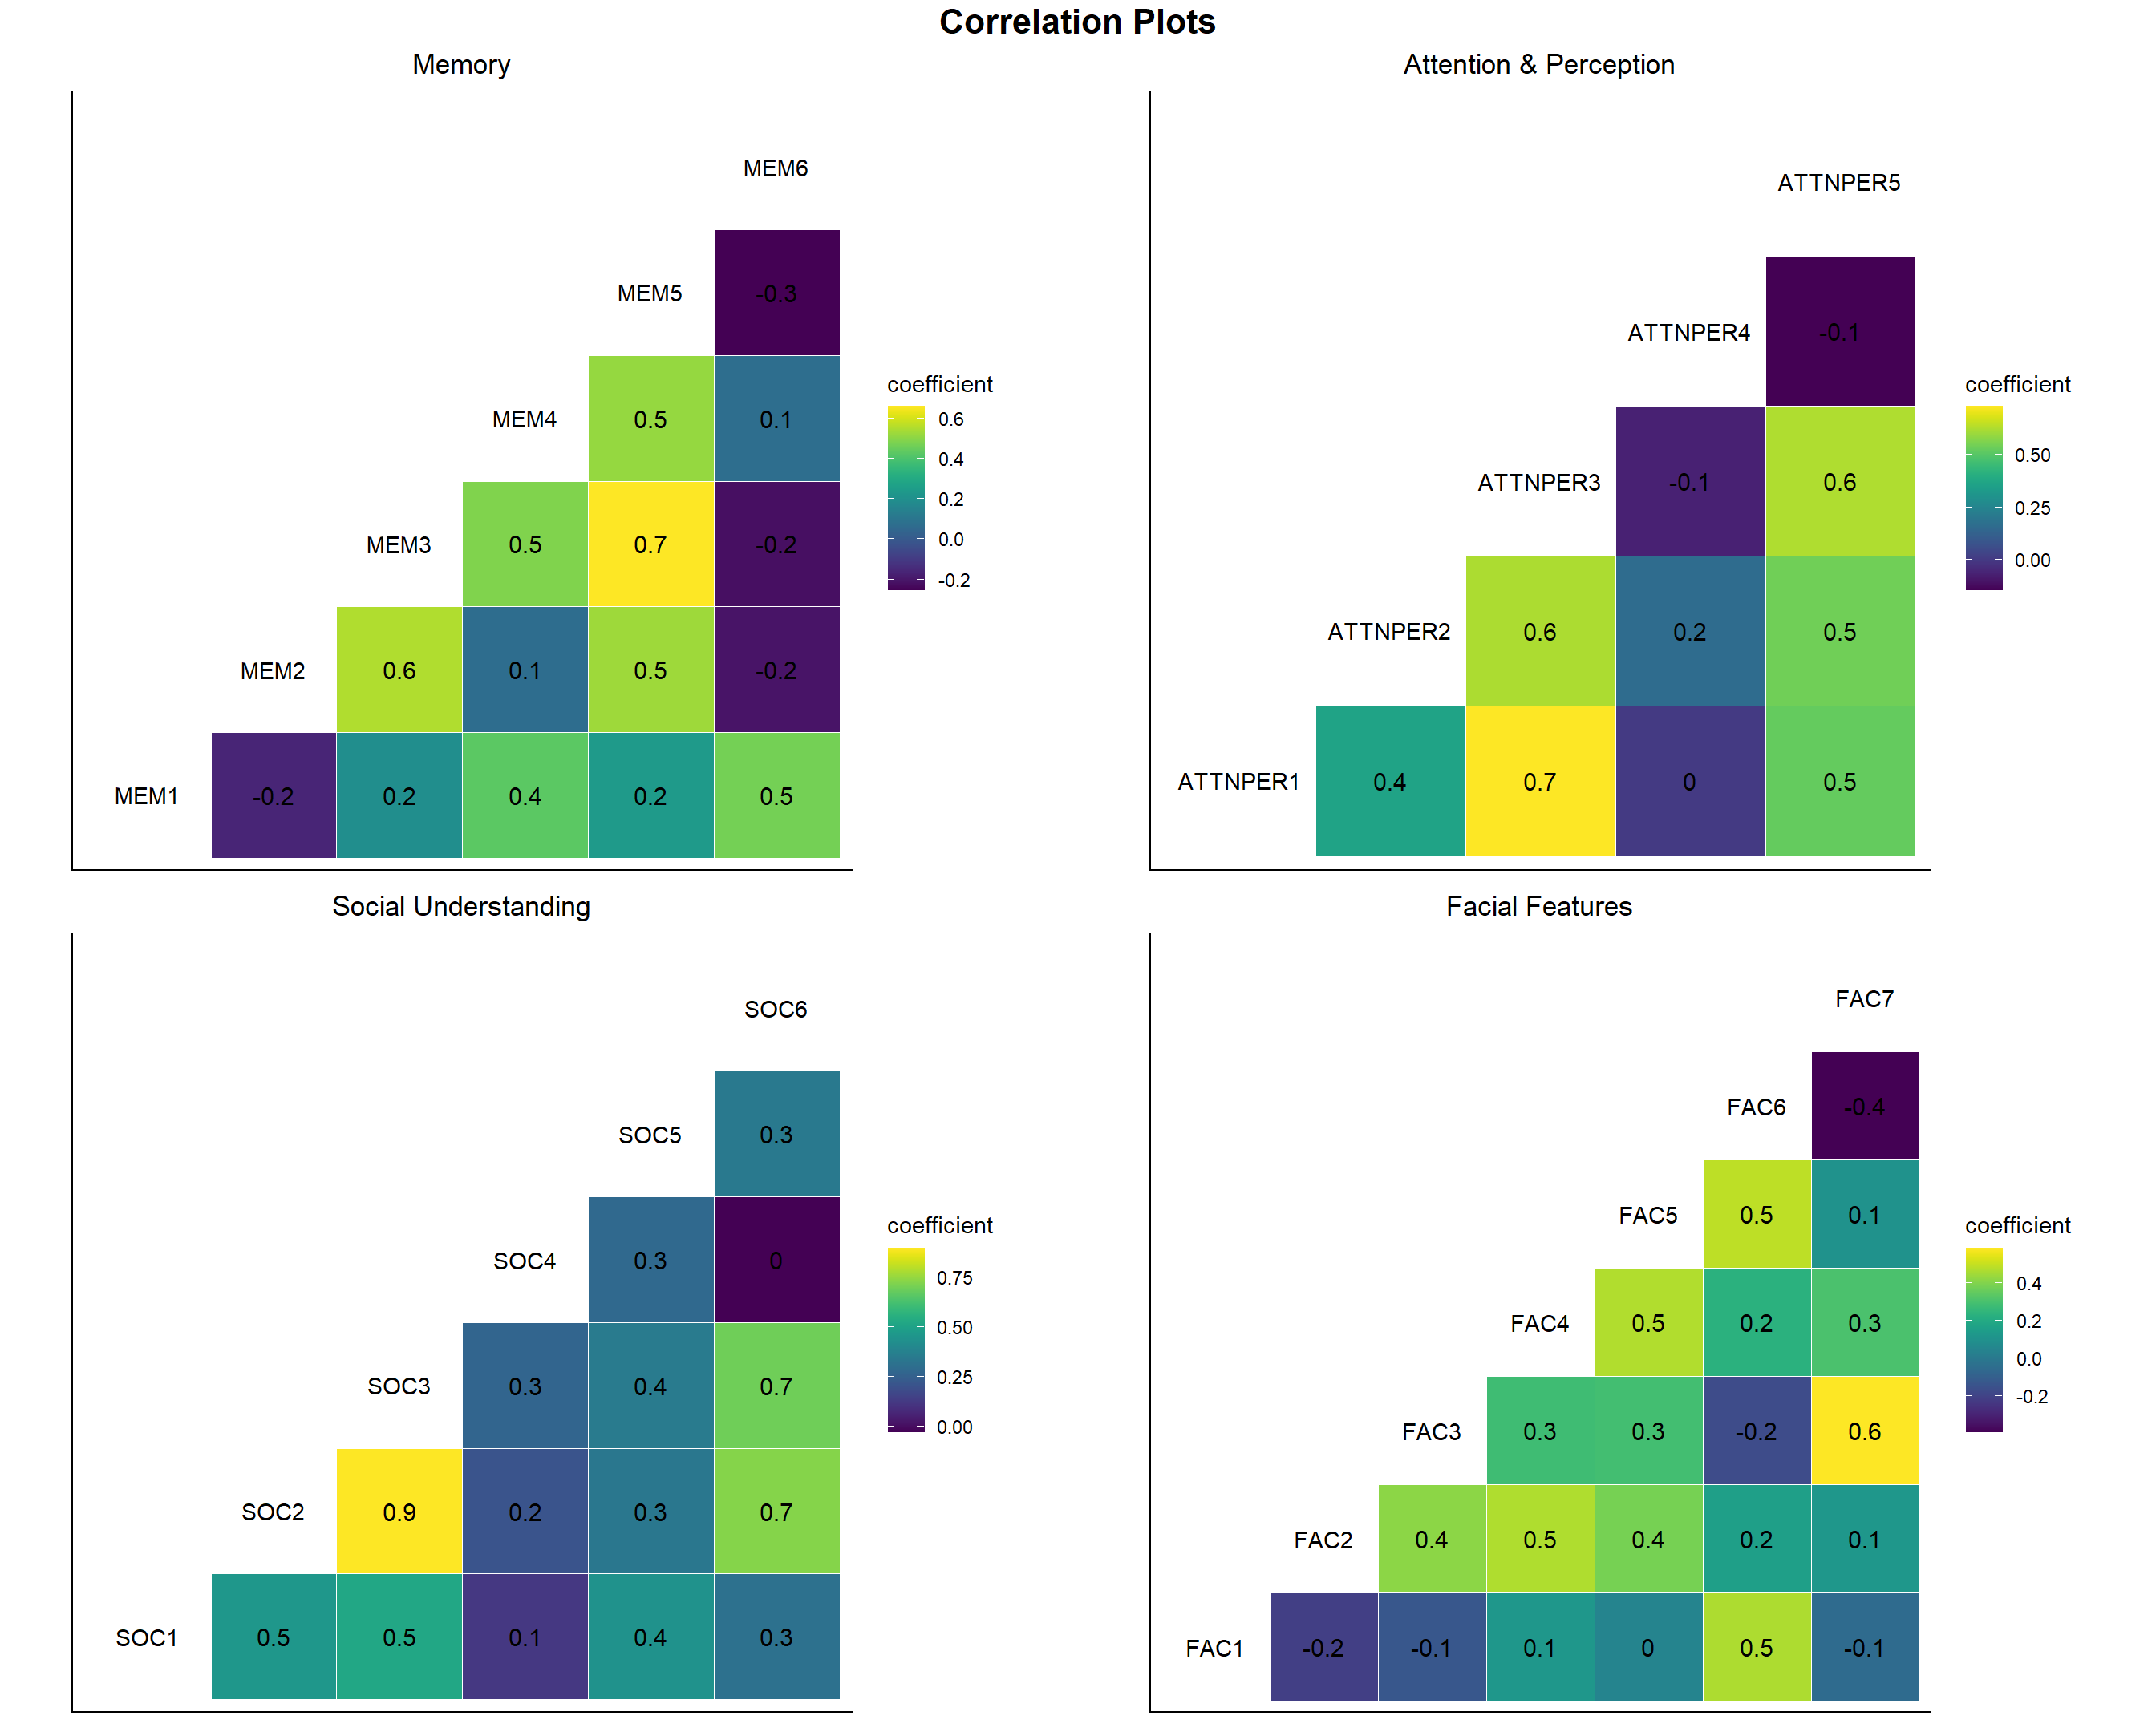 Correlation Plots
Memory
MEM6
MEM5 -0.3
MEM4 0.5 0.1
MEM3 0.5 0.7 -0.2
MEM2 0.6 0.1 0.5 -0.2
MEM1 -0.2 0.2 0.4 0.2 0.5
coefficient
0.6
0.4
0.2
0.0
-0.2
Attention & Perception
ATTNPER5
ATTNPER4 -0.1
ATTNPER3 -0.1 0.6
ATTNPER2 0.6 0.2 0.5
ATTNPER1 0.4 0.7 0 0.5
coefficient
0.50
0.25
0.00
Social Understanding
SOC6
SOC5 0.3
SOC4 0.3 0
SOC3 0.3 0.4 0.7
SOC2 0.9 0.2 0.3 0.7
SOC1 0.5 0.5 0.1 0.4 0.3
coefficient
0.75
0.50
0.25
0.00
Facial Features
FAC7
FAC6 -0.4
FAC5 0.5 0.1
FAC4 0.5 0.2 0.3
FAC3 0.3 0.3 -0.2 0.6
FAC2 0.4 0.5 0.4 0.2 0.1
FAC1 -0.2 -0.1 0.1 0 0.5 -0.1
coefficient
0.4
0.2
0.0
-0.2